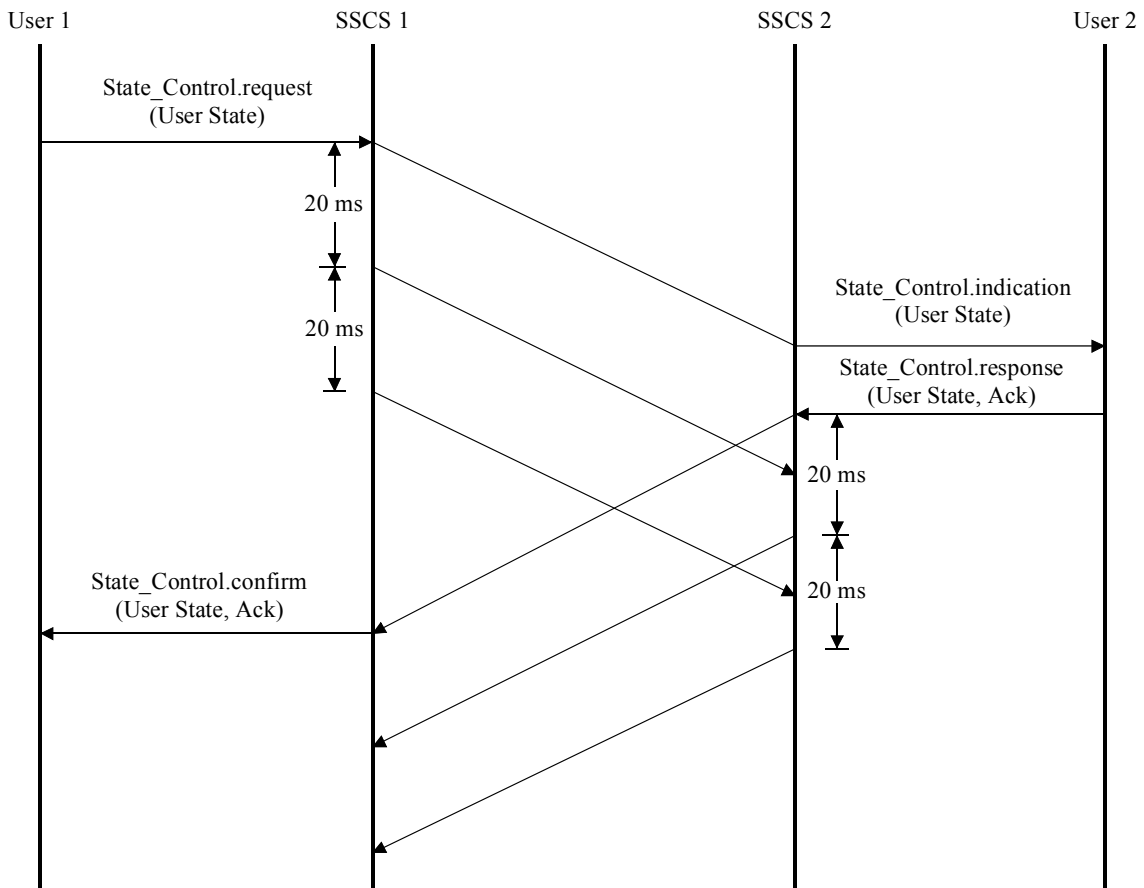 User 1
SSCS 1
SSCS 2
User 2
State_Control.request
(User State)
20 ms
20 ms
State_Control.indication
(User State)
State_Control.response
(User State, Ack)
20 ms
20 ms
State_Control.confirm
(User State, Ack)